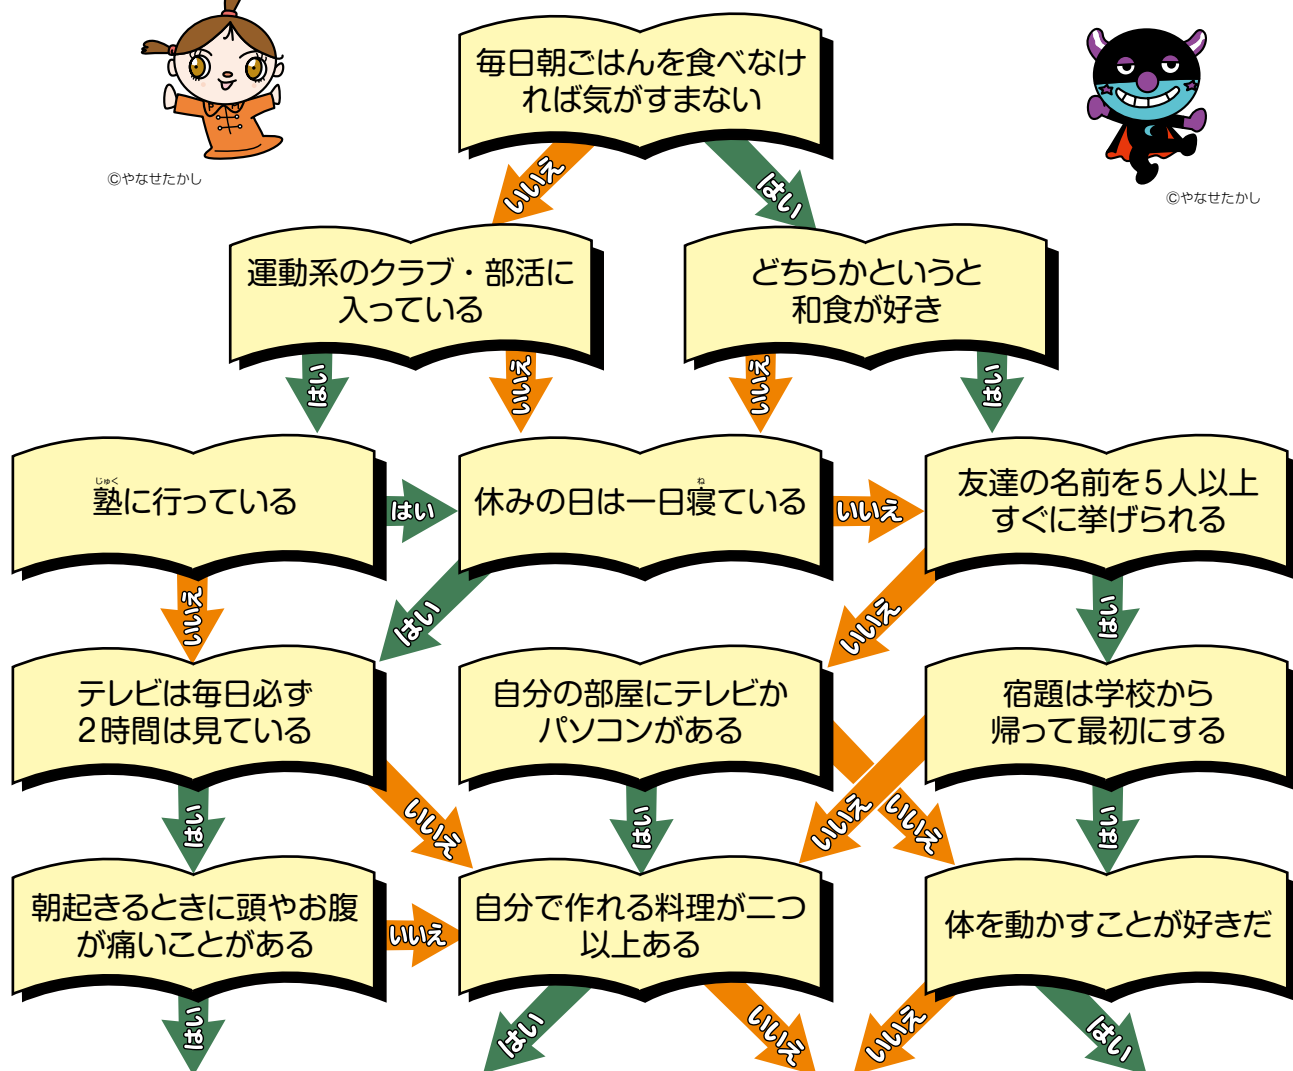 毎日朝ごはんを食べなけ
れば気がすまない
©やなせたかし
©やなせたかし
いいえ
はい
運動系のクラブ・部活に
入っている
どちらかというと
和食が好き
はい
いいえ
いいえ
はい
じゅく
塾に行っている
はい
ね
休みの日は一日寝ている
いいえ
友達の名前を5人以上
すぐに挙げられる
いいえ
はい
いいえ
はい
テレビは毎日必ず
2時間は見ている
自分の部屋にテレビか
パソコンがある
宿題は学校から
帰って最初にする
はい
いいえ
はい
いいえ
いいえ
はい
朝起きるときに頭やお腹
が痛いことがある
いいえ
自分で作れる料理が二つ
以上ある
体を動かすことが好きだ
はい
はい
いいえ
いいえ
はい